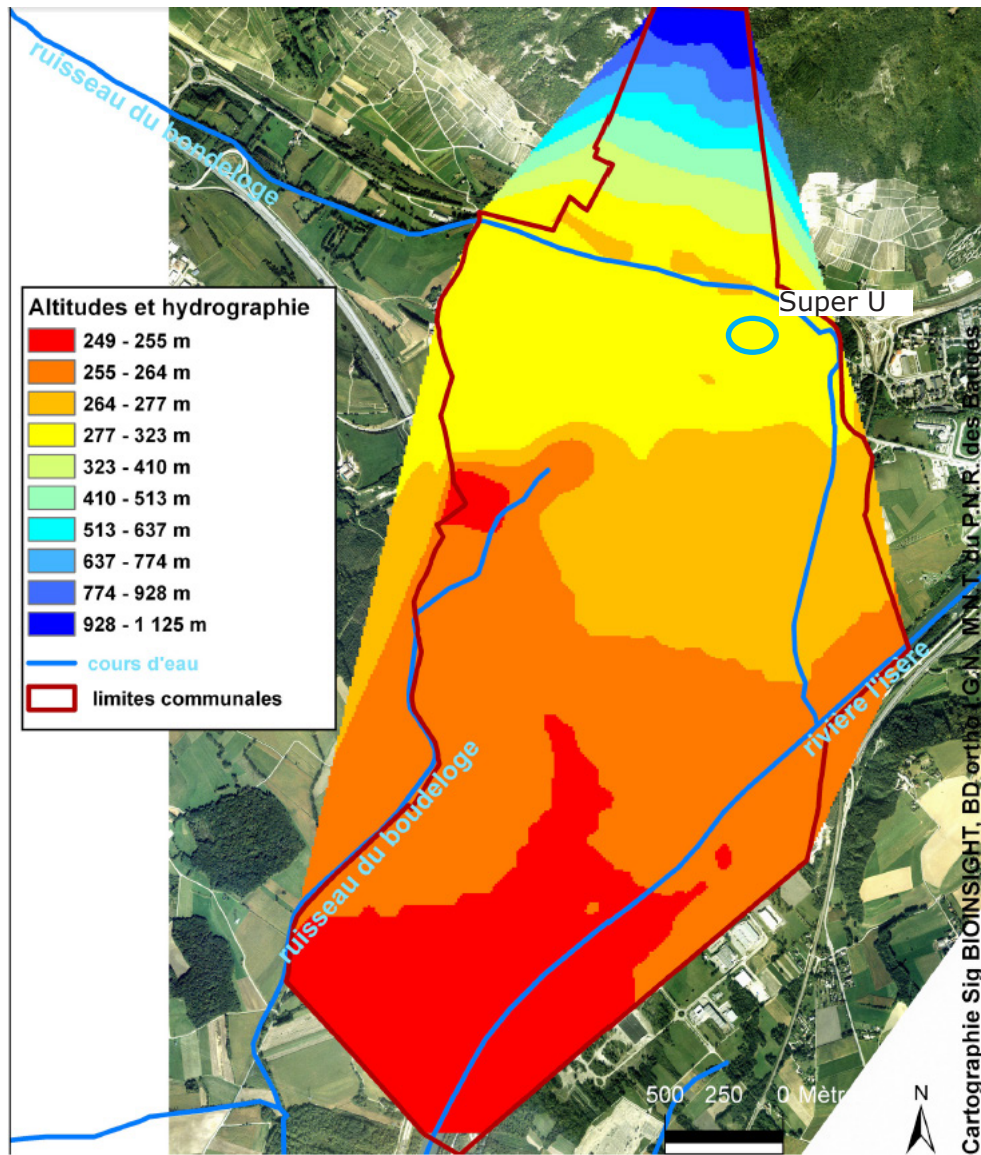 ruisseau du bondeloge
Super U
Altitudes et hydrographie
249 - 255 m
255 - 264 m
264 - 277 m
277 - 323 m
323 - 410 m
410 - 513 m
513 - 637 m
637 - 774 m
774 - 928 m
928 - 1 125 m
cours d'eau
limites communales
rivière l'isère
ruisseau du boudeloge
500 250 0 Mètr
N
Cartographie Sig BIOINSIGHT, BD ortho I.G.N., M.N.T. du P.N.R. des Bauges